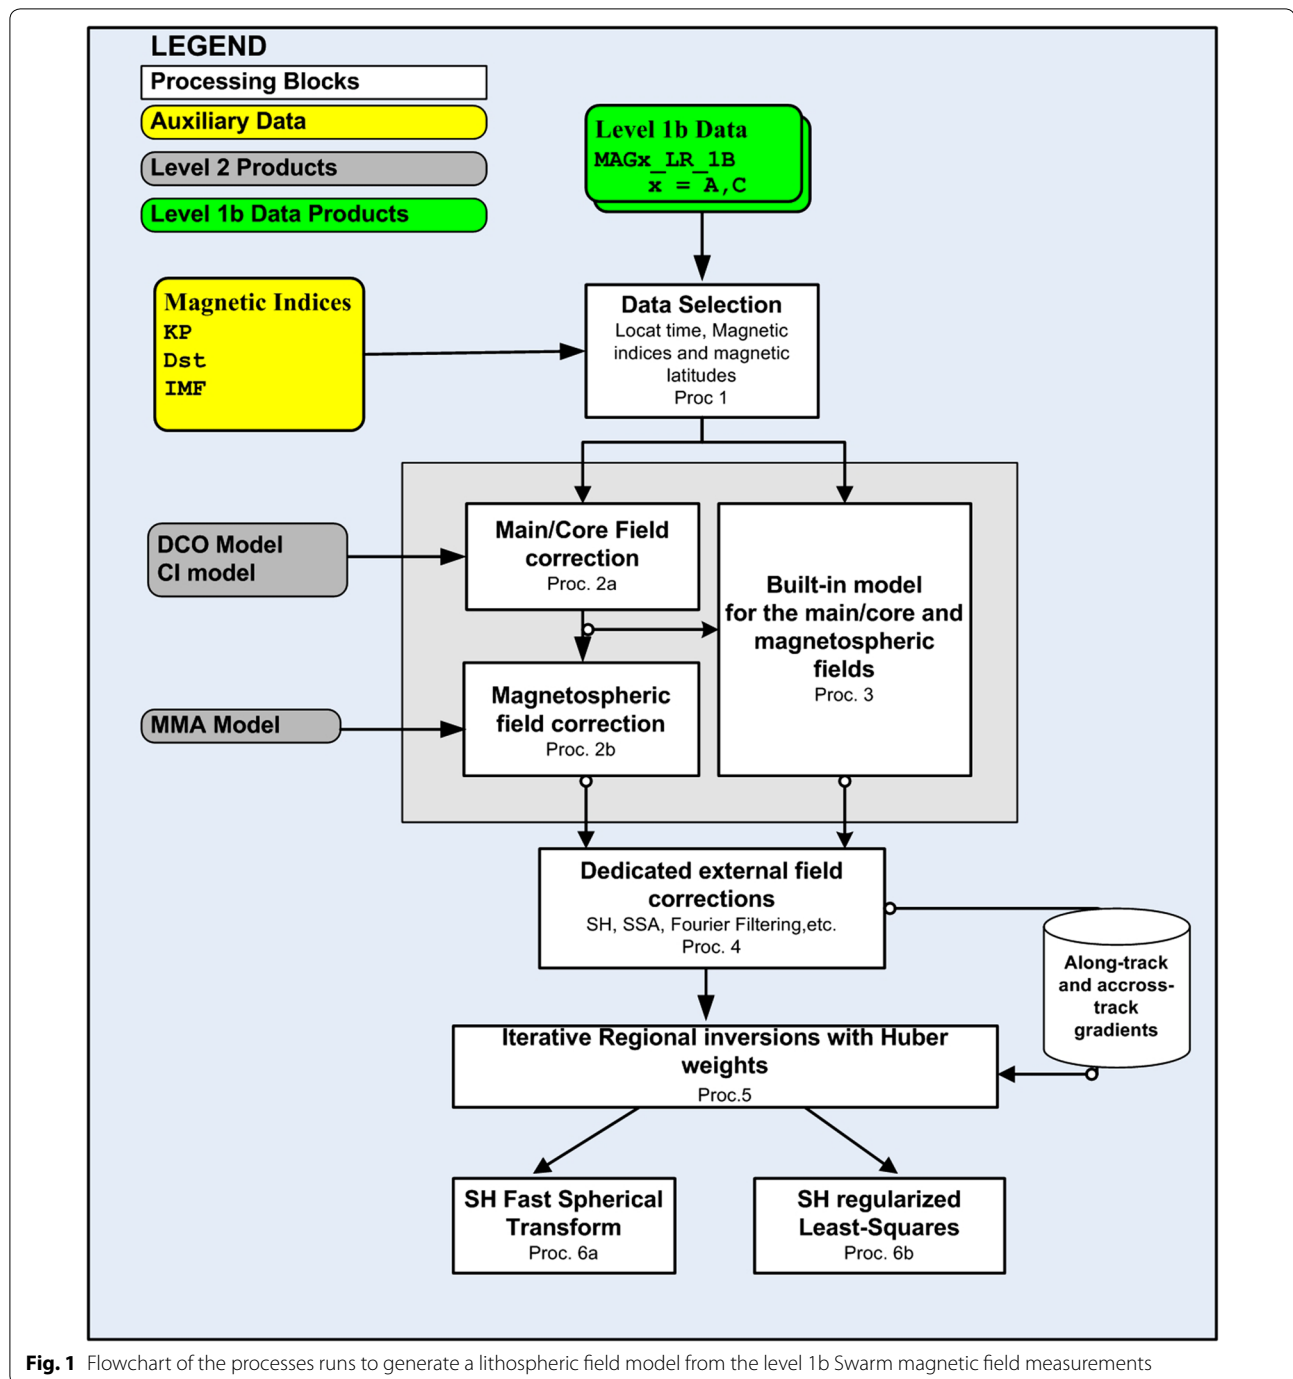 LEGEND
Processing Blocks
Auxiliary Data
Level 2 Products
Level 1b Data Products
Level 1b Data
MAGx_LR_1B
x = A,C
Magnetic Indices
KP
Dst
IMF
Data Selection
Locat time, Magnetic
indices and magnetic
latitudes
Proc 1
DCO Model
CI model
Main/Core Field
correction
Proc. 2a
Built-in model
for the main/core and
magnetospheric
fields
Proc. 3
MMA Model
Magnetospheric
field correction
Proc. 2b
Dedicated external field
corrections
SH, SSA, Fourier Filtering,etc.
Proc. 4
Along-track
and accross-
track
gradients
Iterative Regional inversions with Huber
weights
Proc.5
SH Fast Spherical
Transform
Proc. 6a
SH regularized
Least-Squares
Proc. 6b
Fig. 1 Flowchart of the processes runs to generate a lithospheric field model from the level 1b Swarm magnetic field measurements